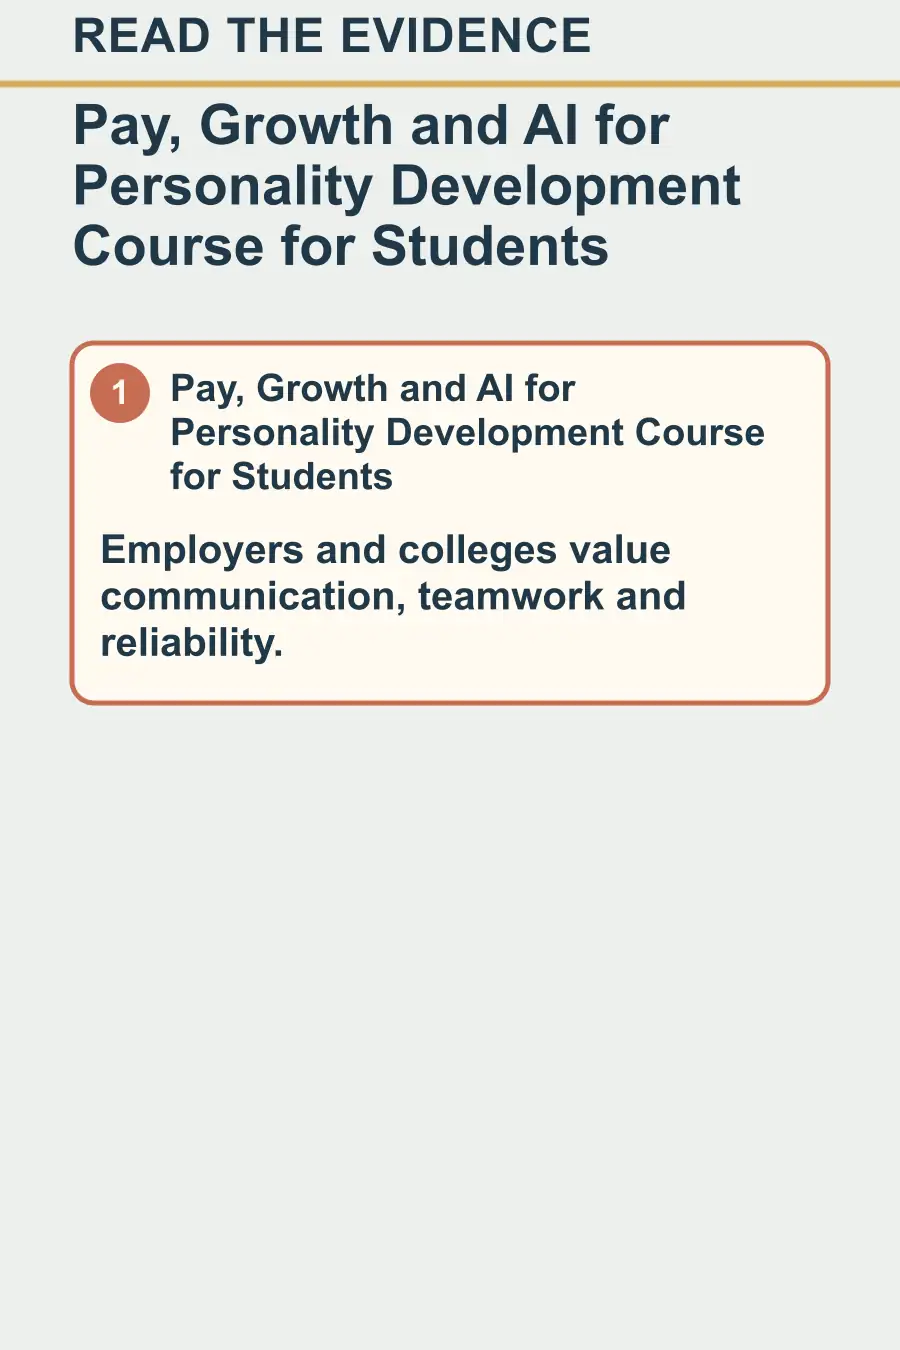 READ THE EVIDENCE
Pay, Growth and AI for
Personality Development
Course for Students
1
Pay, Growth and AI for
Personality Development Course
for Students
Employers and colleges value
communication, teamwork and
reliability.